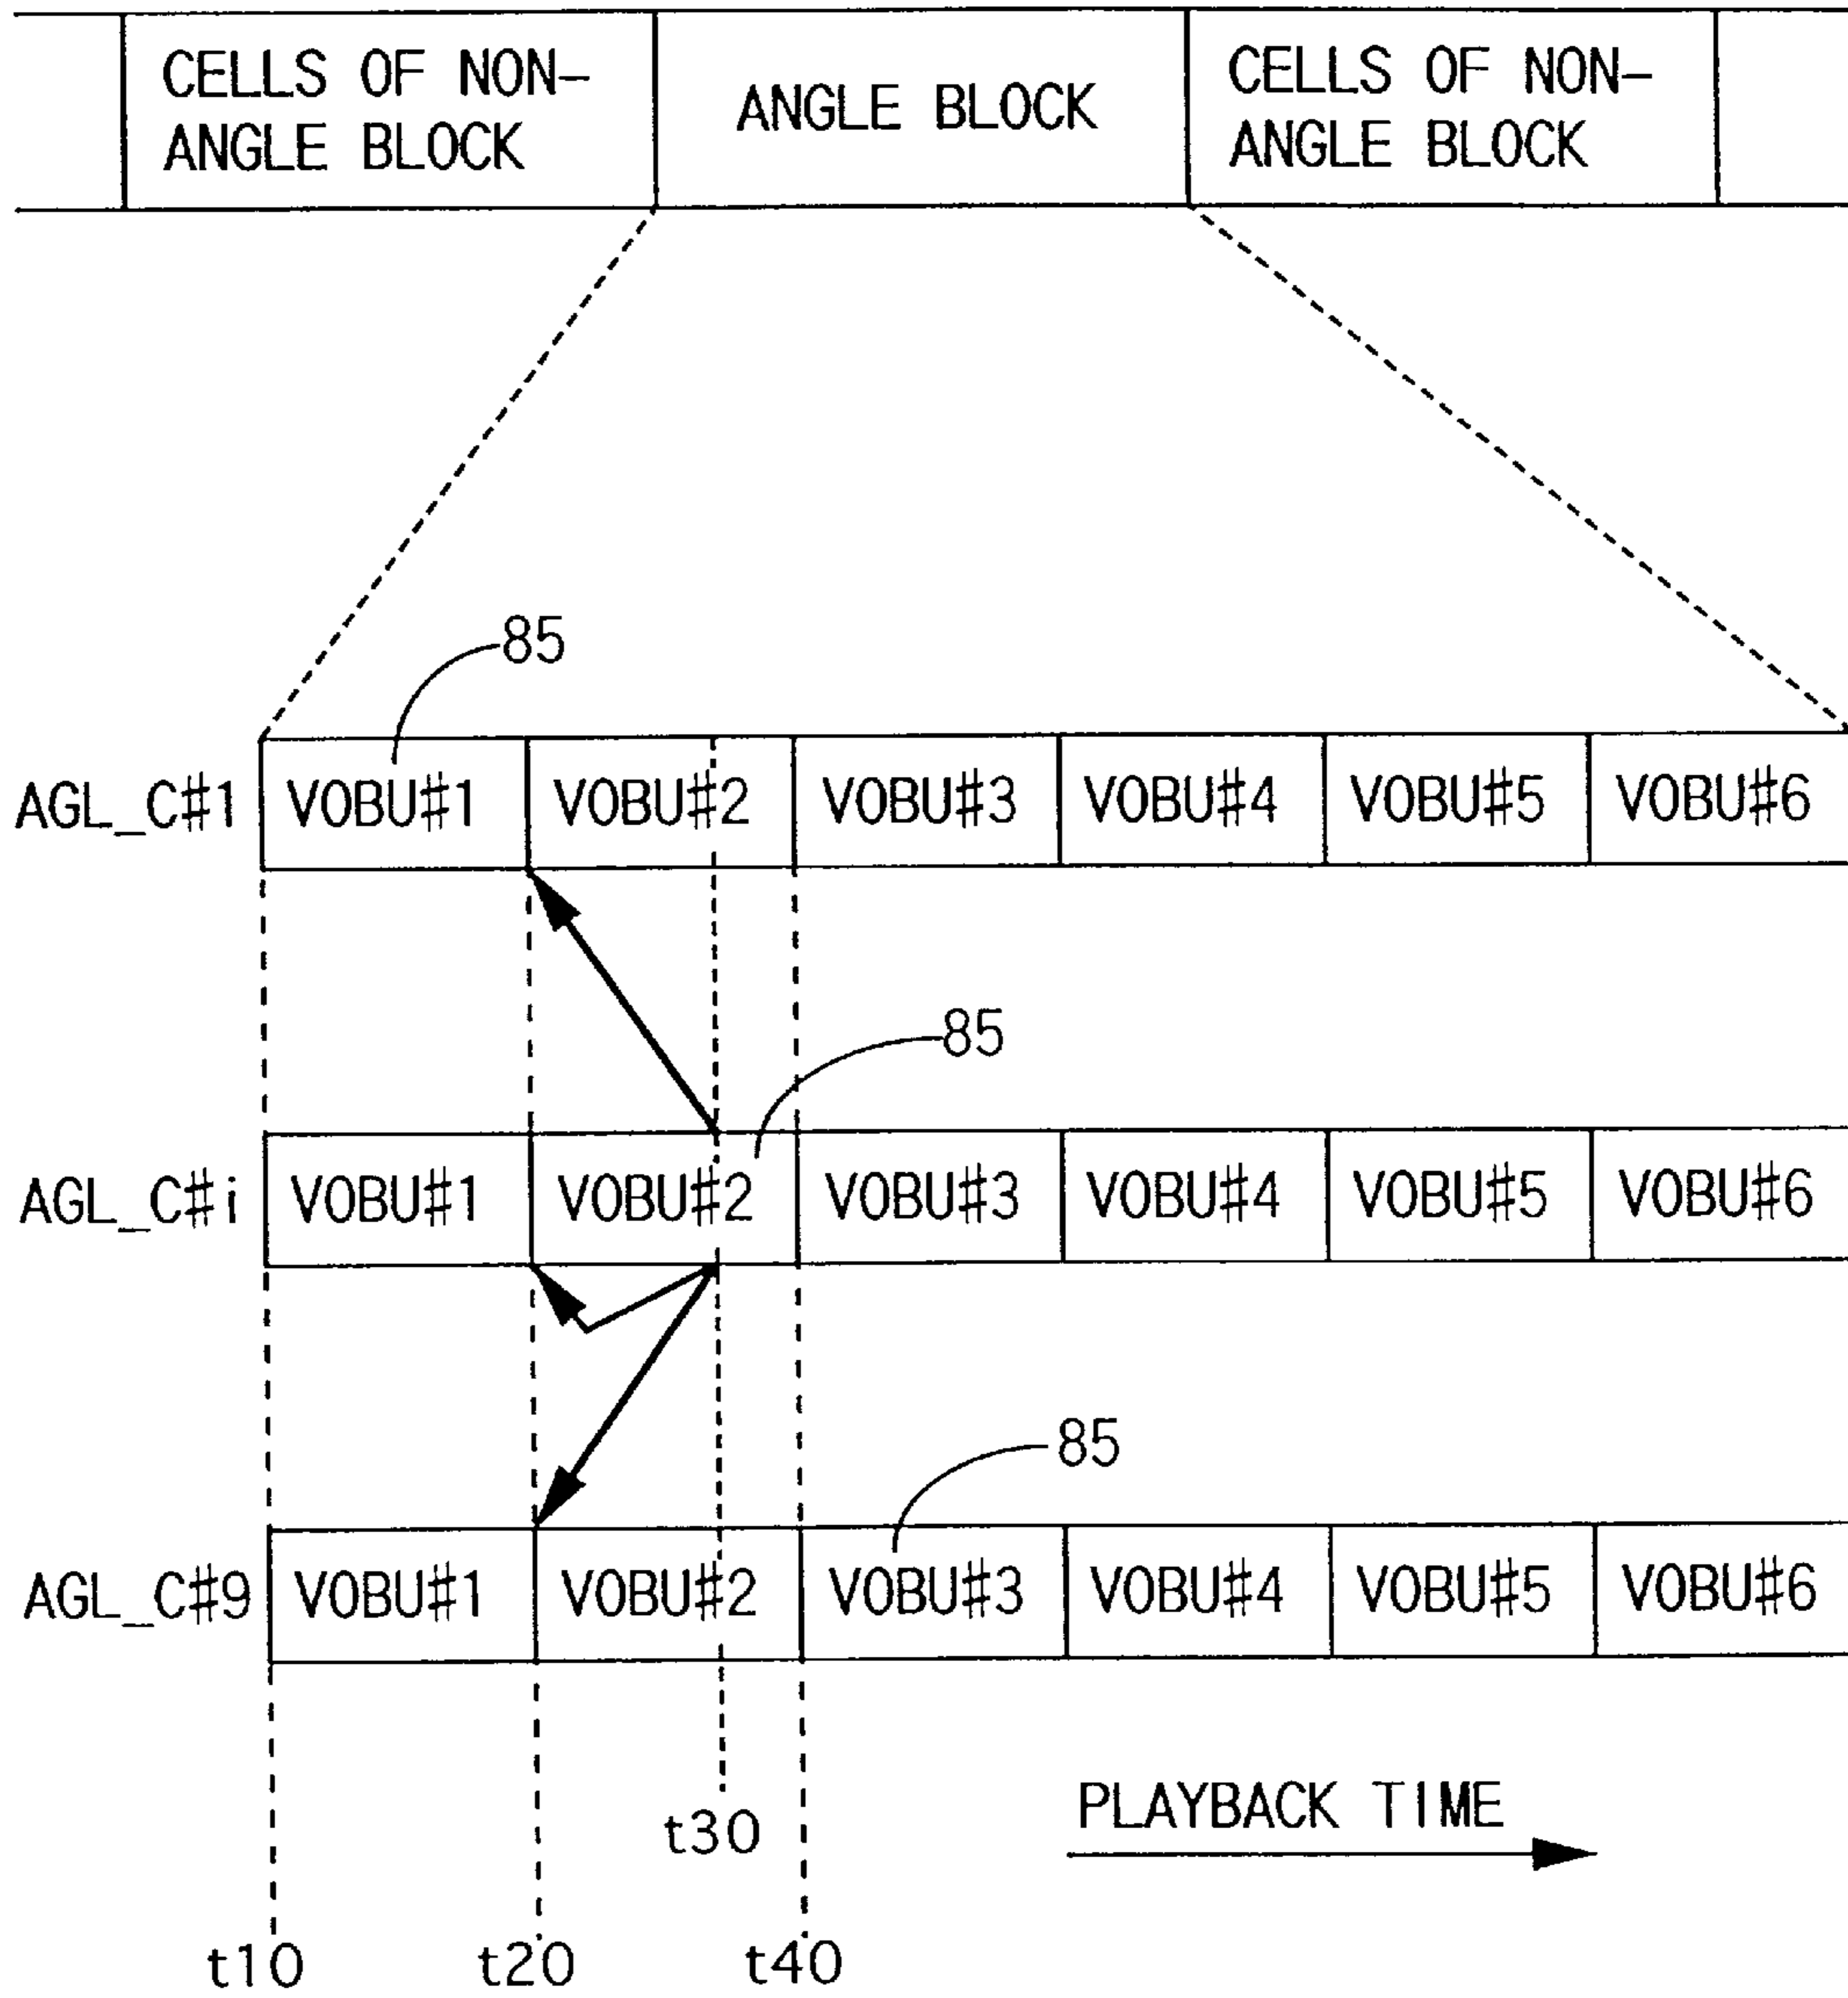 CELLS OF NON-
ANGLE BLOCK
ANGLE BLOCK
CELLS OF NON-
ANGLE BLOCK
85
AGL_C#1 VOBU#1 VOBU#2 VOBU#3 VOBU#4 VOBU#5 VOBU#6
85
AGL_C#i VOBU#1 VOBU#2 VOBU#3 VOBU#4 VOBU#5 VOBU#6
85
AGL_C#9 VOBU#1 VOBU#2 VOBU#3 VOBU#4 VOBU#5 VOBU#6
PLAYBACK TIME
t30
t10 t20 t40